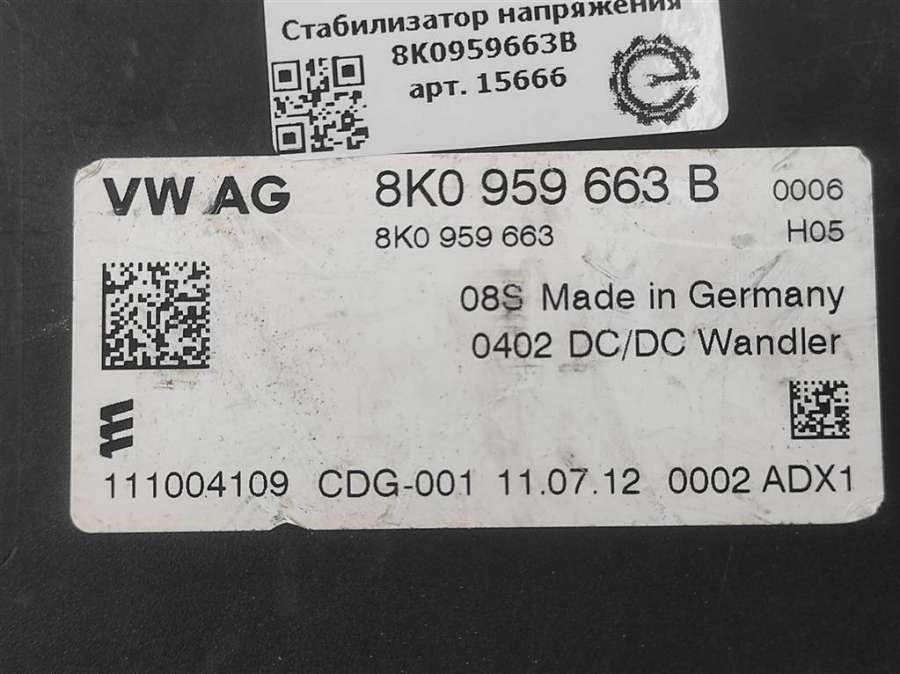 Стабилизатор напряжения
8K0959663B
арт. 15666
VW AG 8K0 959 663 B 0006
8K0 959 663 H05
08S Made in Germany
0402 DC/DC Wandler
111004109 CDG-001 11.07.12 0002 ADX1